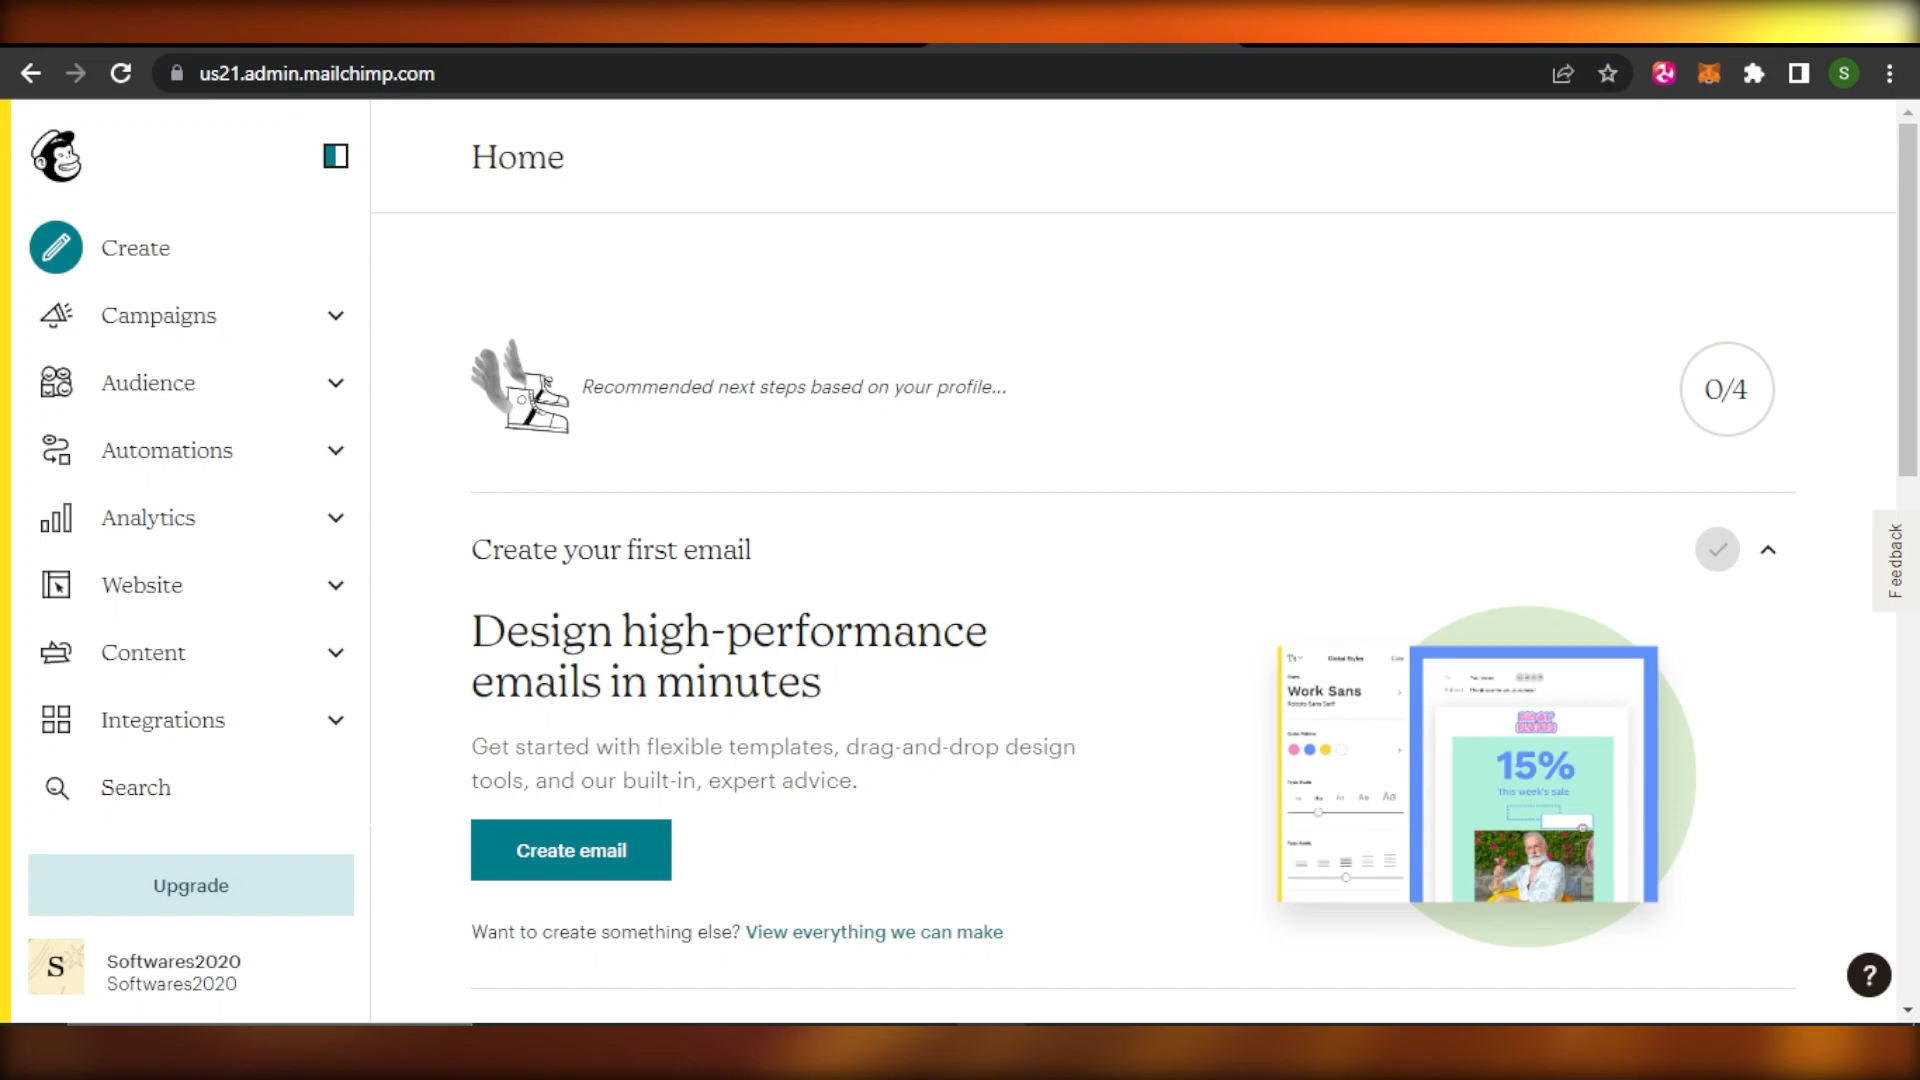 us21.admin.mailchimp.com
S
Home
Create
Campaigns
Audience
Automations
Analytics
Website
Content
Integrations
Search
Upgrade
S
Softwares2020
Softwares2020
Recommended next steps based on your profile...
0/4
Create your first email
Design high-performance
emails in minutes
Get started with flexible templates, drag-and-drop design
tools, and our built-in, expert advice.
Create email
Want to create something else? View everything we can make
Global Styles
Work Sans
Aa
15%
This week's sale
Feedback
?